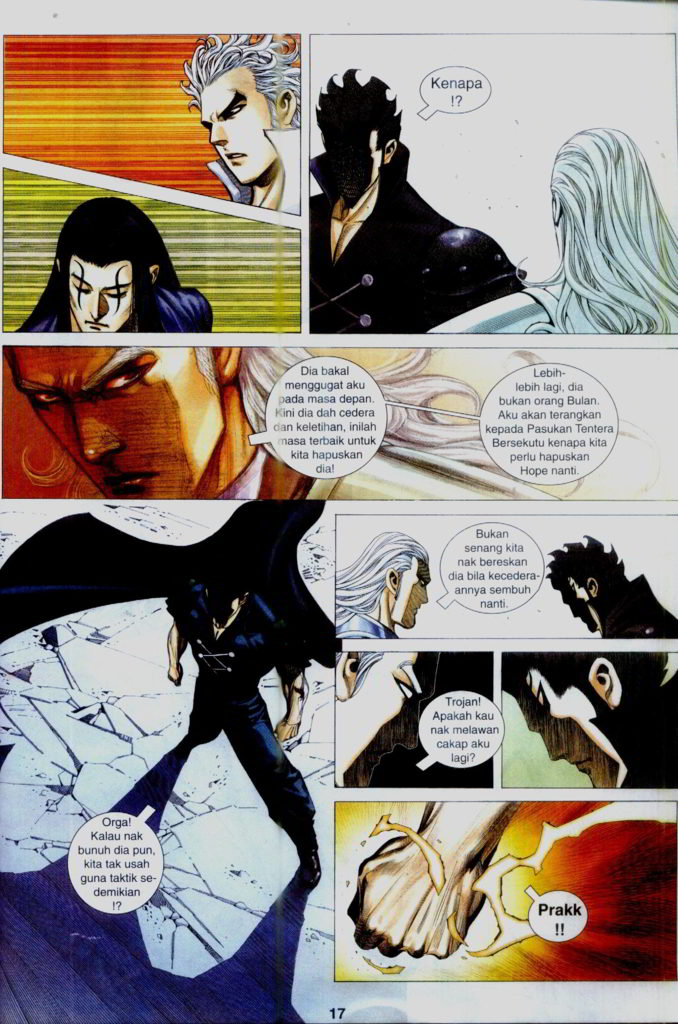 Kenapa
!?
Dia bakal
menggugat aku
pada masa depan.
Kini dia dah cedera
dan keletihan, inilah
masa terbaik untuk
kita hapuskan
dia!
Lebih-
lebih lagi, dia
bukan orang Bulan.
Aku akan terangkan
kepada Pasukan Tentera
Bersekutu kenapa kita
perlu hapuskan
Hope nanti.
Bukan
senang kita
nak bereskan
dia bila keceder-
annya sembuh
nanti.
Trojan!
Apakah kau
nak melawan
cakap aku
lagi?
Orga!
Kalau nak
bunuh dia pun,
kita tak usah
guna taktik se-
demikian
!?
Prakk
!!
17